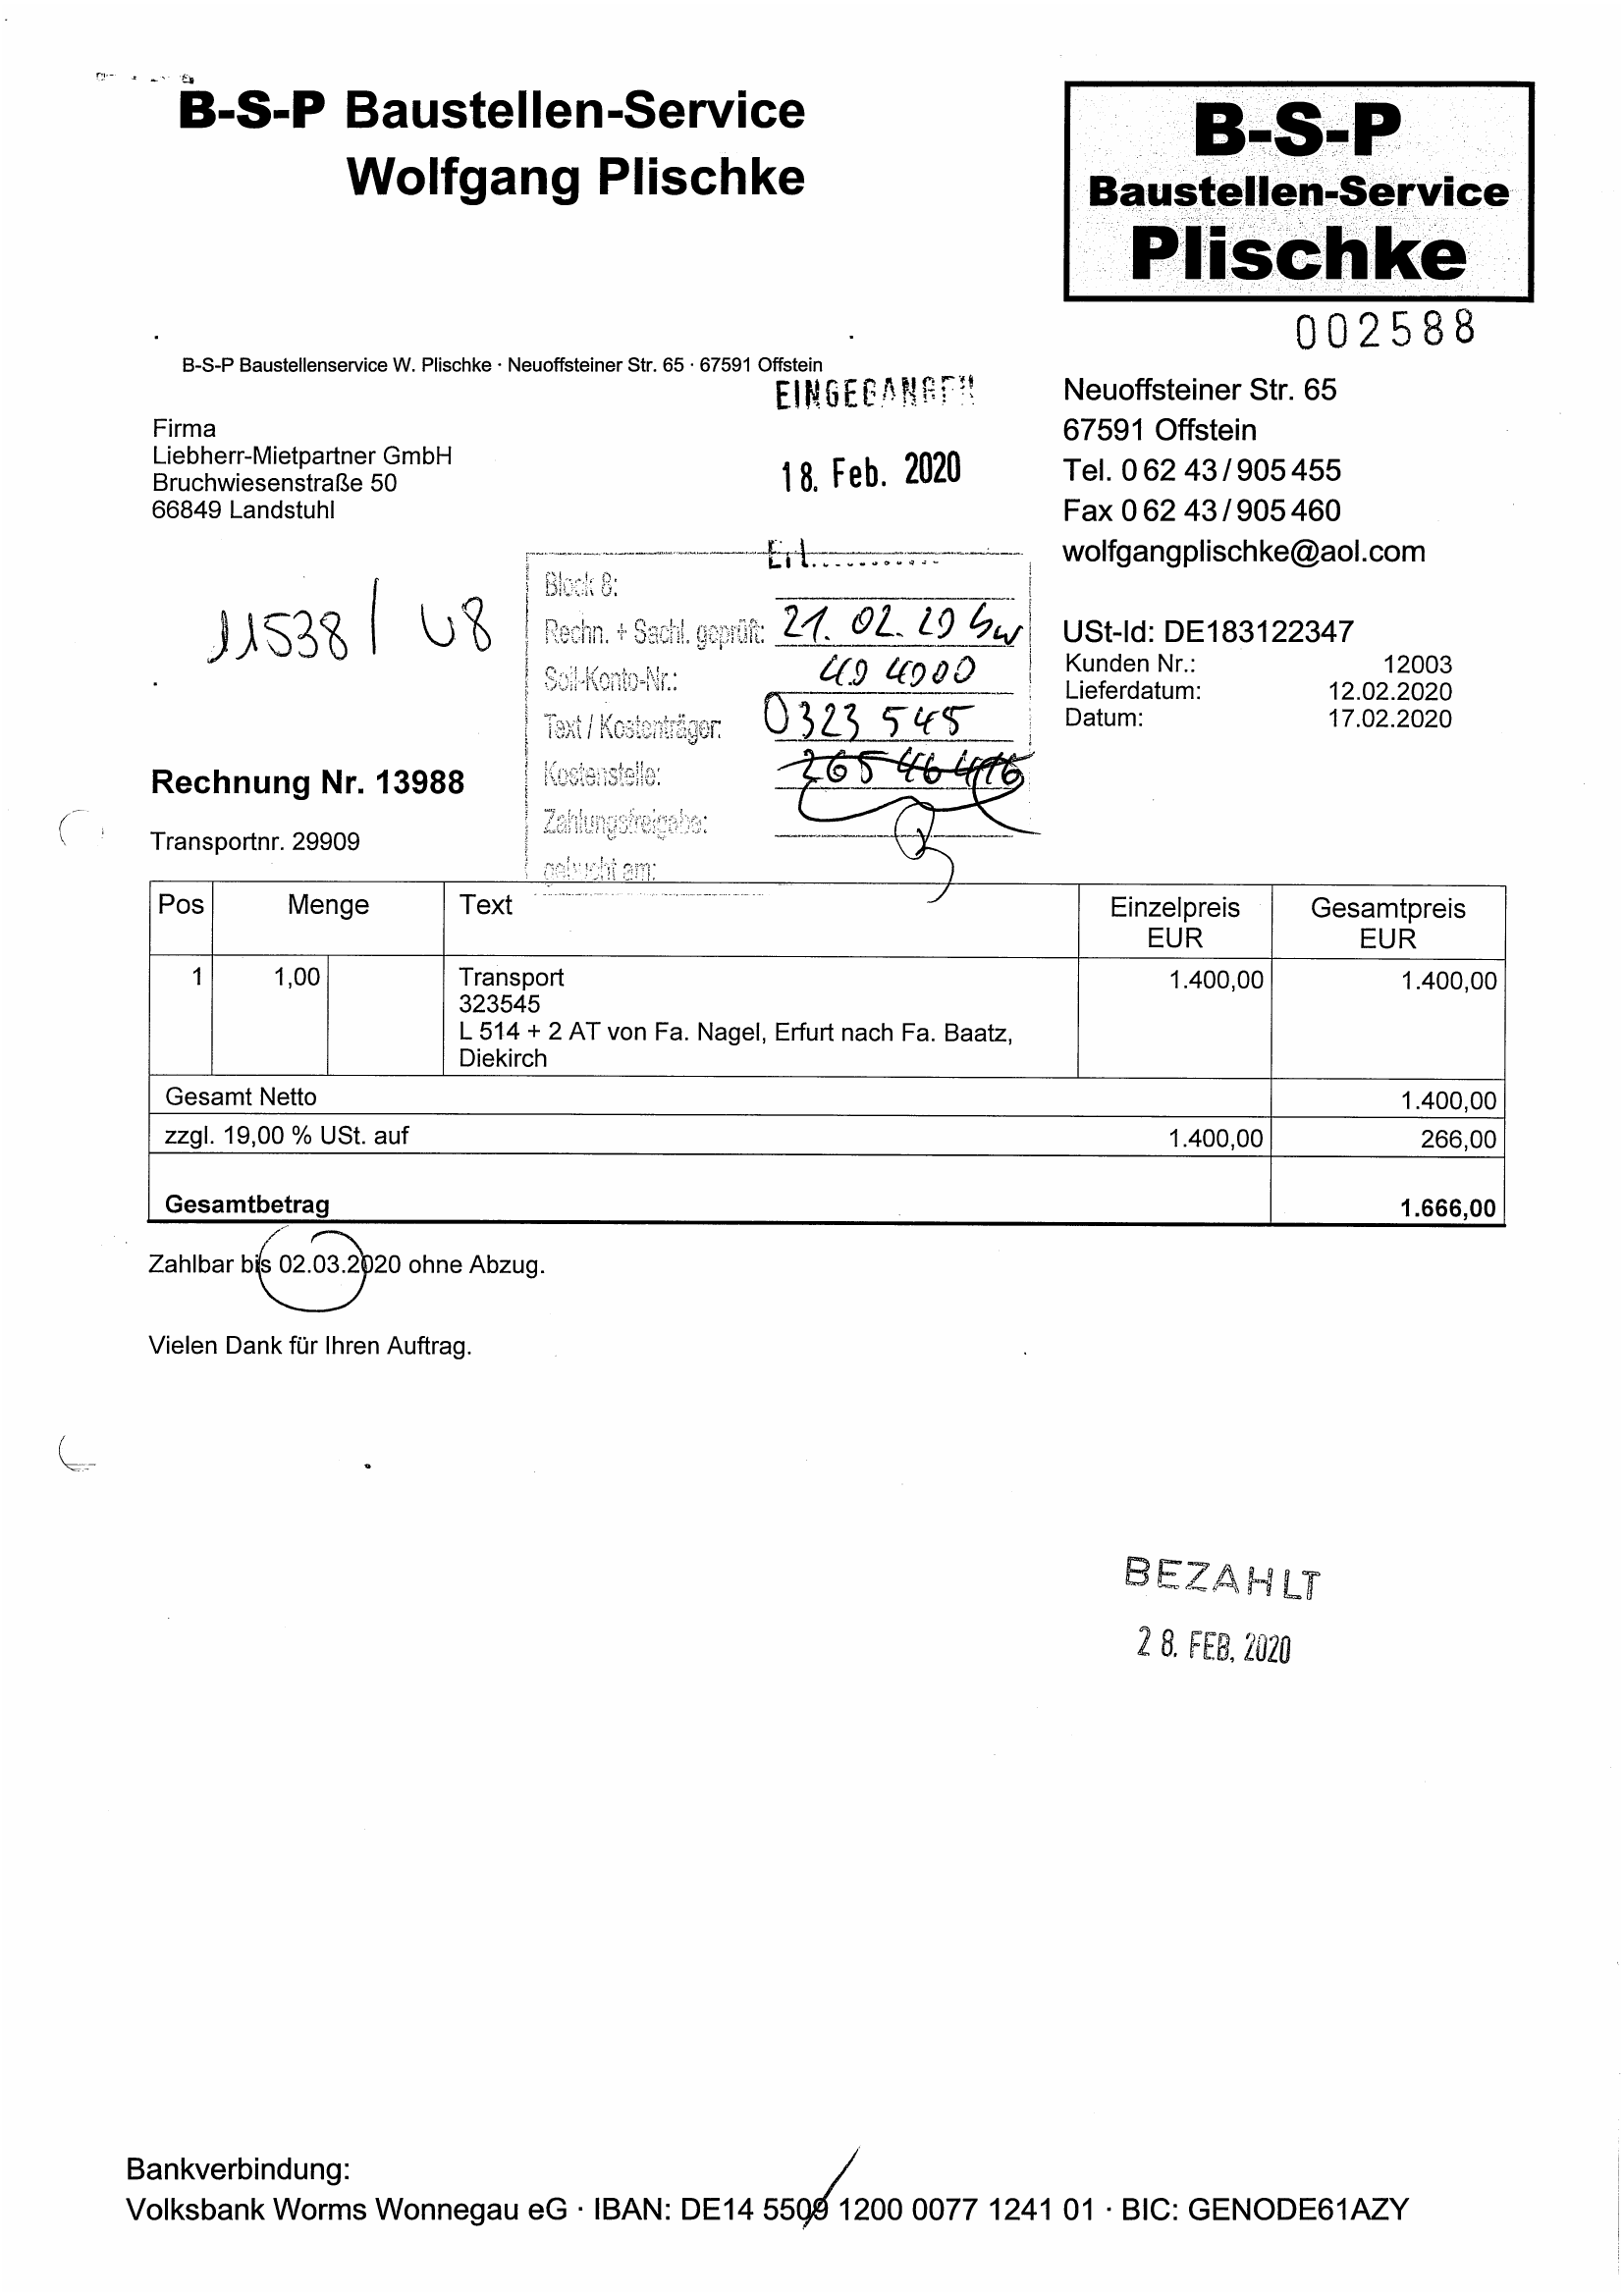 B-S-P Baustellen-Service
Wolfgang Plischke
B-S-P
Baustellen-Service
Plischke
002588
B-S-P Baustellenservice W. Plischke · Neuoffsteiner Str. 65 · 67591 Offstein
EINGEGANGEN
18. Feb. 2020
Erl............
Firma
Liebherr-Mietpartner GmbH
Bruchwiesenstraße 50
66849 Landstuhl
Neuoffsteiner Str. 65
67591 Offstein
Tel. 0 62 43 / 905 455
Fax 0 62 43 / 905 460
wolfgangplischke@aol.com
11538/ U8
Block 8:
Rechn. + Sachl. geprüft: 21. 02. 20
Soll-Konto-Nr.: 49 4900
Text / Kostenträger: 0323 545
Kostenstelle:
Zahlungsfreigabe:
gebucht am:
USt-Id: DE183122347
Kunden Nr.: 12003
Lieferdatum: 12.02.2020
Datum: 17.02.2020
Rechnung Nr. 13988
Transportnr. 29909
Pos Menge Text Einzelpreis Gesamtpreis
EUR EUR
1 1,00 Transport 1.400,00 1.400,00
323545
L 514 + 2 AT von Fa. Nagel, Erfurt nach Fa. Baatz,
Diekirch
Gesamt Netto 1.400,00
zzgl. 19,00 % USt. auf 1.400,00 266,00
Gesamtbetrag 1.666,00
Zahlbar bis 02.03.2020 ohne Abzug.
Vielen Dank für Ihren Auftrag.
BEZAHLT
28. FEB. 2020
Bankverbindung:
Volksbank Worms Wonnegau eG · IBAN: DE14 5509 1200 0077 1241 01 · BIC: GENODE61AZY